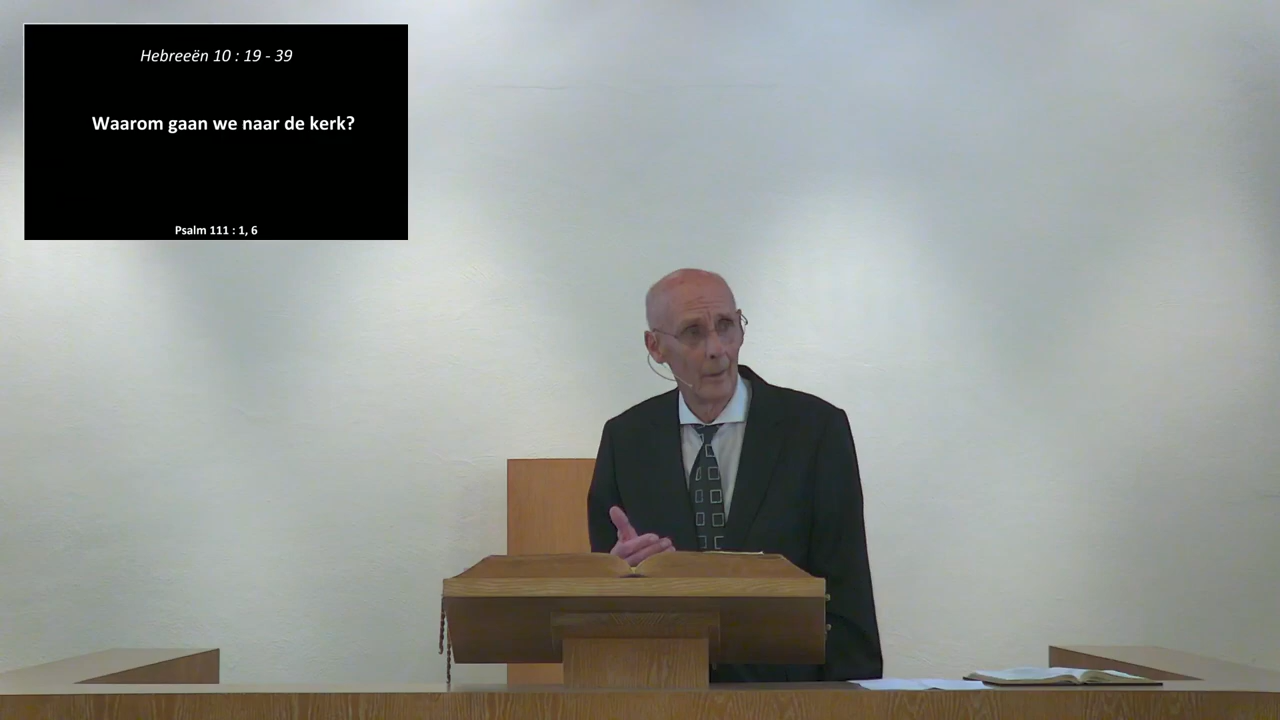 Hebreeën 10 : 19 - 39
Waarom gaan we naar de kerk?
Psalm 111 : 1, 6